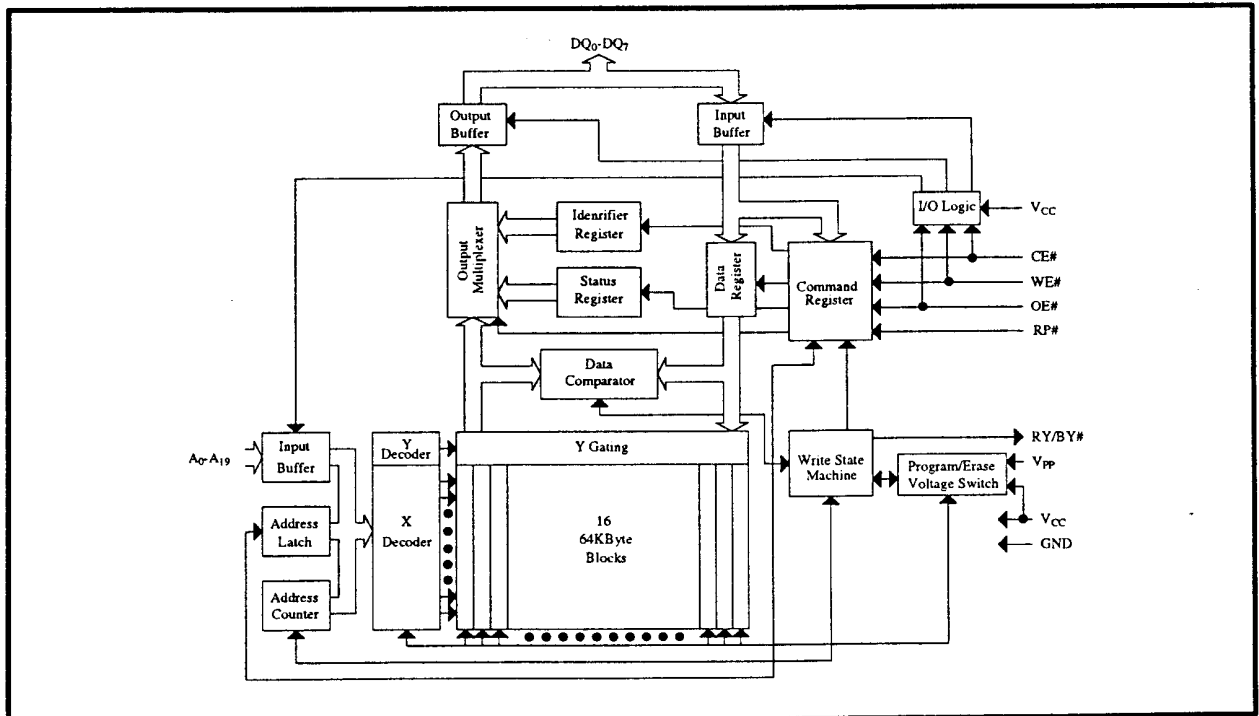 DQ0-DQ7
Output
Buffer
Input
Buffer
I/O Logic
VCC
Output
Multiplexer
Idenrifier
Register
Status
Register
Data
Register
Command
Register
CE#
WE#
OE#
RP#
Data
Comparator
A0-A19
Input
Buffer
Y
Decoder
Y Gating
Write State
Machine
RY/BY#
VPP
Program/Erase
Voltage Switch
VCC
GND
Address
Latch
X
Decoder
16
64KByte
Blocks
Address
Counter